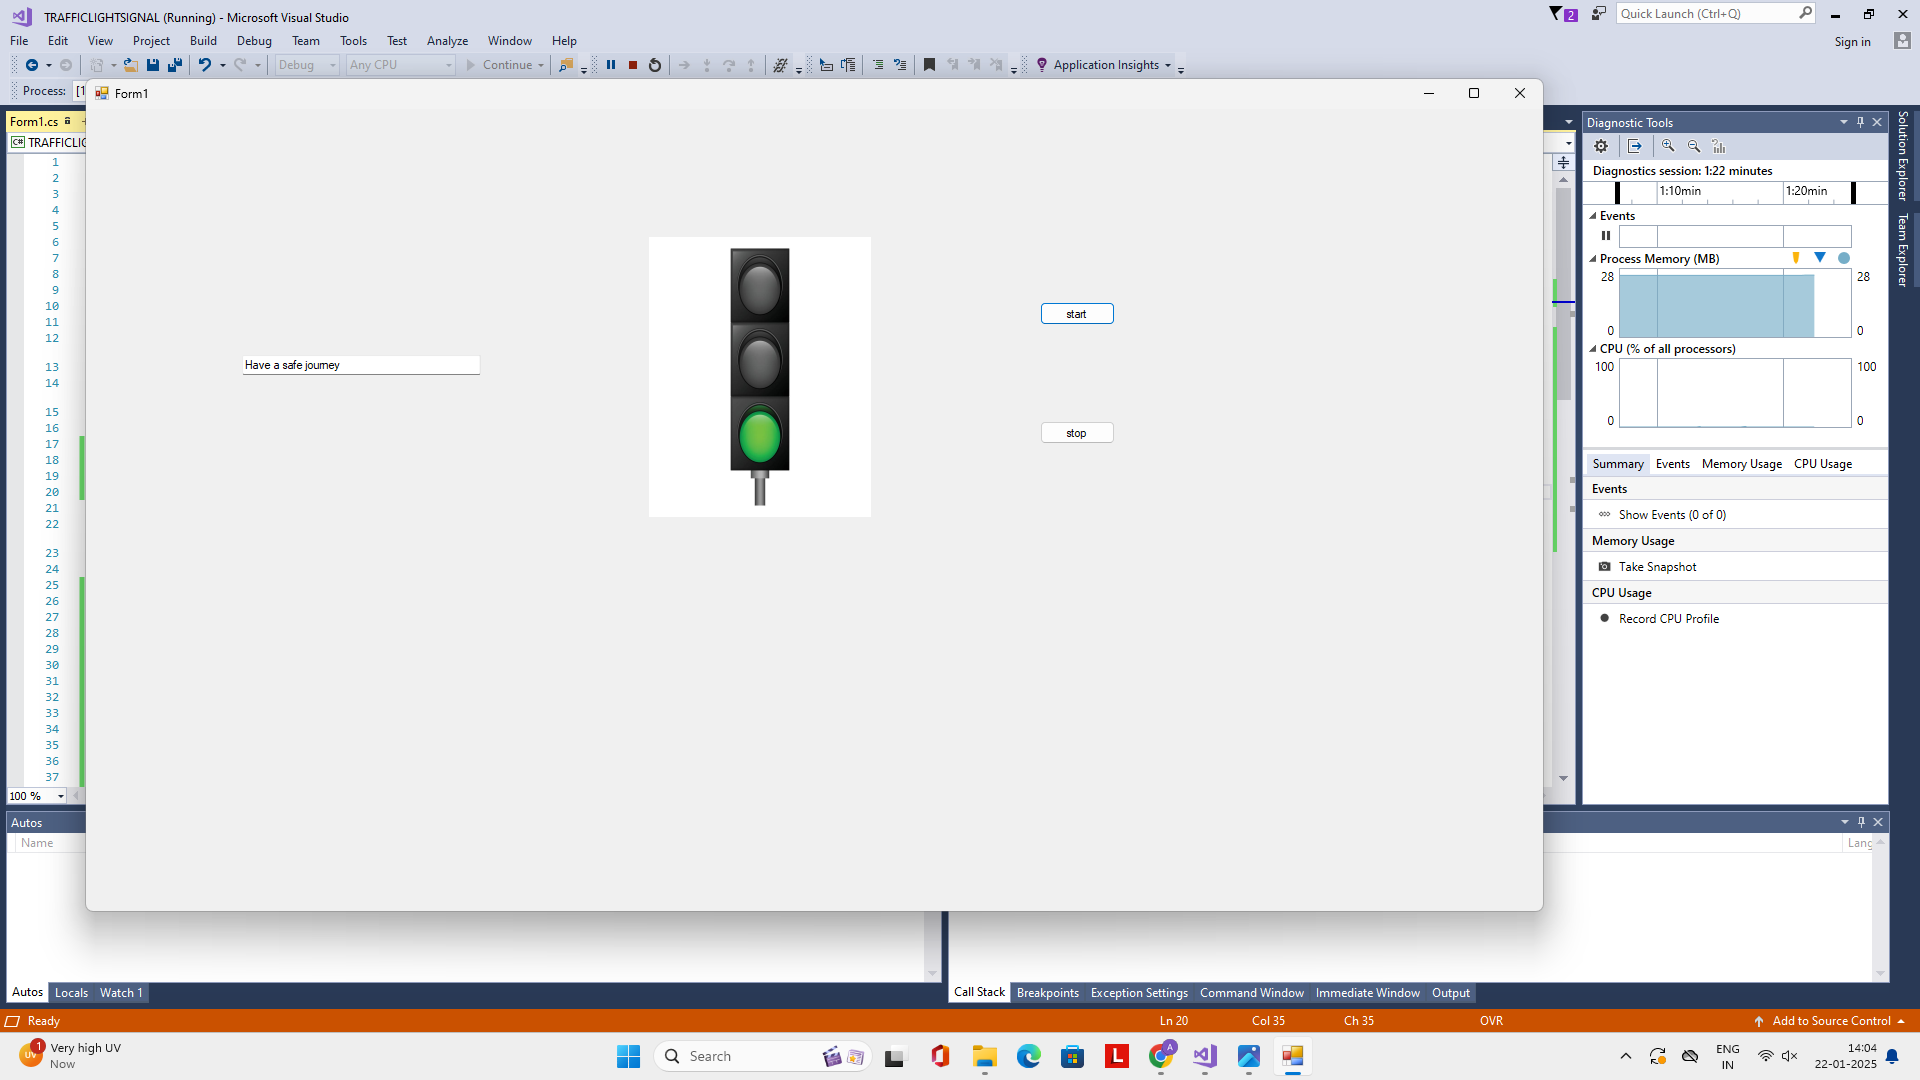 TRAFFICLIGHTSIGNAL (Running) - Microsoft Visual Studio
2
Quick Launch (Ctrl+Q)
File Edit View Project Build Debug Team Tools Test Analyze Window Help
Sign in
Debug Any CPU Continue Application Insights
Process: [1
Form1
Form1.cs
C# TRAFFICLIG
1
2
3
4
5
6
7
8
9
10
11
12
13
14
15
16
17
18
19
20
21
22
23
24
25
26
27
28
29
30
31
32
33
34
35
36
37
100 %
Have a safe journey
start
stop
Diagnostic Tools
Diagnostics session: 1:22 minutes
1:10min 1:20min
Events
Process Memory (MB)
28 28
0 0
CPU (% of all processors)
100 100
0 0
Summary Events Memory Usage CPU Usage
Events
Show Events (0 of 0)
Memory Usage
Take Snapshot
CPU Usage
Record CPU Profile
Solution Explorer
Team Explorer
Autos
Name
Lang
Autos Locals Watch 1
Call Stack Breakpoints Exception Settings Command Window Immediate Window Output
Ready
Ln 20 Col 35 Ch 35 OVR
Add to Source Control
UV 1
Very high UV
Now
Search
L
A
ENG
IN
14:04
22-01-2025